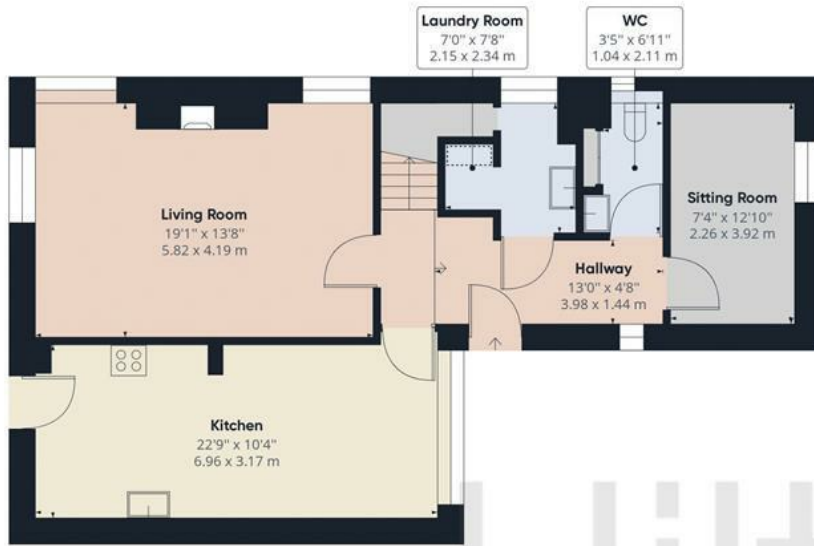 Laundry Room
7'0" x 7'8"
2.15 x 2.34 m
WC
3'5" x 6'11"
1.04 x 2.11 m
Living Room
19'1" x 13'8"
5.82 x 4.19 m
Sitting Room
7'4" x 12'10"
2.26 x 3.92 m
Hallway
13'0" x 4'8"
3.98 x 1.44 m
Kitchen
22'9" x 10'4"
6.96 x 3.17 m